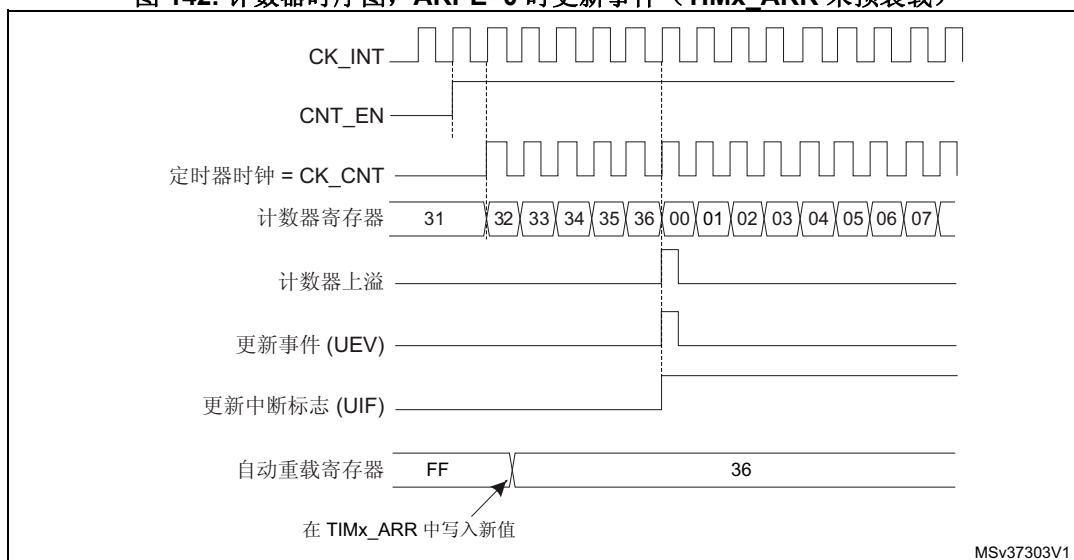 图 142. 计数器时序图，ARPE=0 时更新事件（TIMx_ARR 未预装载）
CK_INT
CNT_EN
定时器时钟 = CK_CNT
计数器寄存器 31 32 33 34 35 36 00 01 02 03 04 05 06 07
计数器上溢
更新事件 (UEV)
更新中断标志 (UIF)
自动重载寄存器 FF 36
在 TIMx_ARR 中写入新值
MSv37303V1